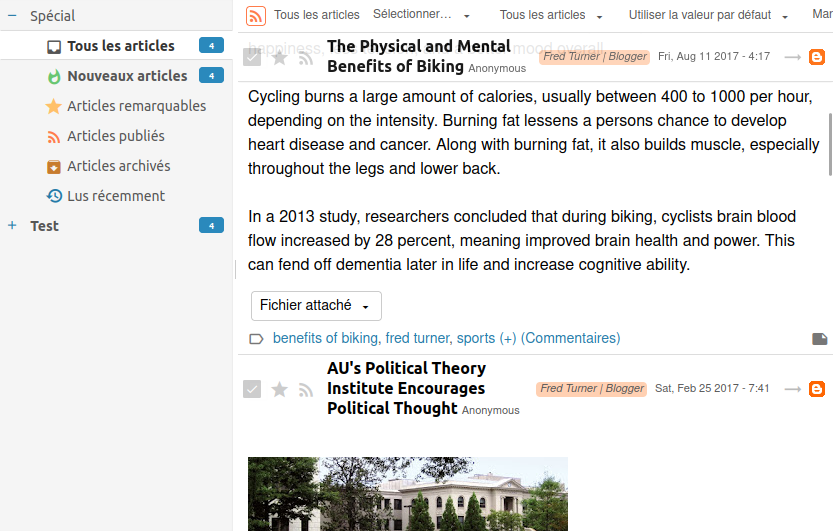 Spécial
Tous les articles 4
Nouveaux articles 4
Articles remarquables
Articles publiés
Articles archivés
Lus récemment
Test 4
Tous les articles Sélectionner... Tous les articles Utiliser la valeur par défaut Mar
The Physical and Mental
Benefits of Biking Anonymous
Fred Turner | Blogger Fri, Aug 11 2017 - 4:17
happiness, mood overall.
Cycling burns a large amount of calories, usually between 400 to 1000 per hour,
depending on the intensity. Burning fat lessens a persons chance to develop
heart disease and cancer. Along with burning fat, it also builds muscle, especially
throughout the legs and lower back.
In a 2013 study, researchers concluded that during biking, cyclists brain blood
flow increased by 28 percent, meaning improved brain health and power. This
can fend off dementia later in life and increase cognitive ability.
Fichier attaché
benefits of biking, fred turner, sports (+) (Commentaires)
AU's Political Theory
Institute Encourages
Political Thought Anonymous
Fred Turner | Blogger Sat, Feb 25 2017 - 7:41